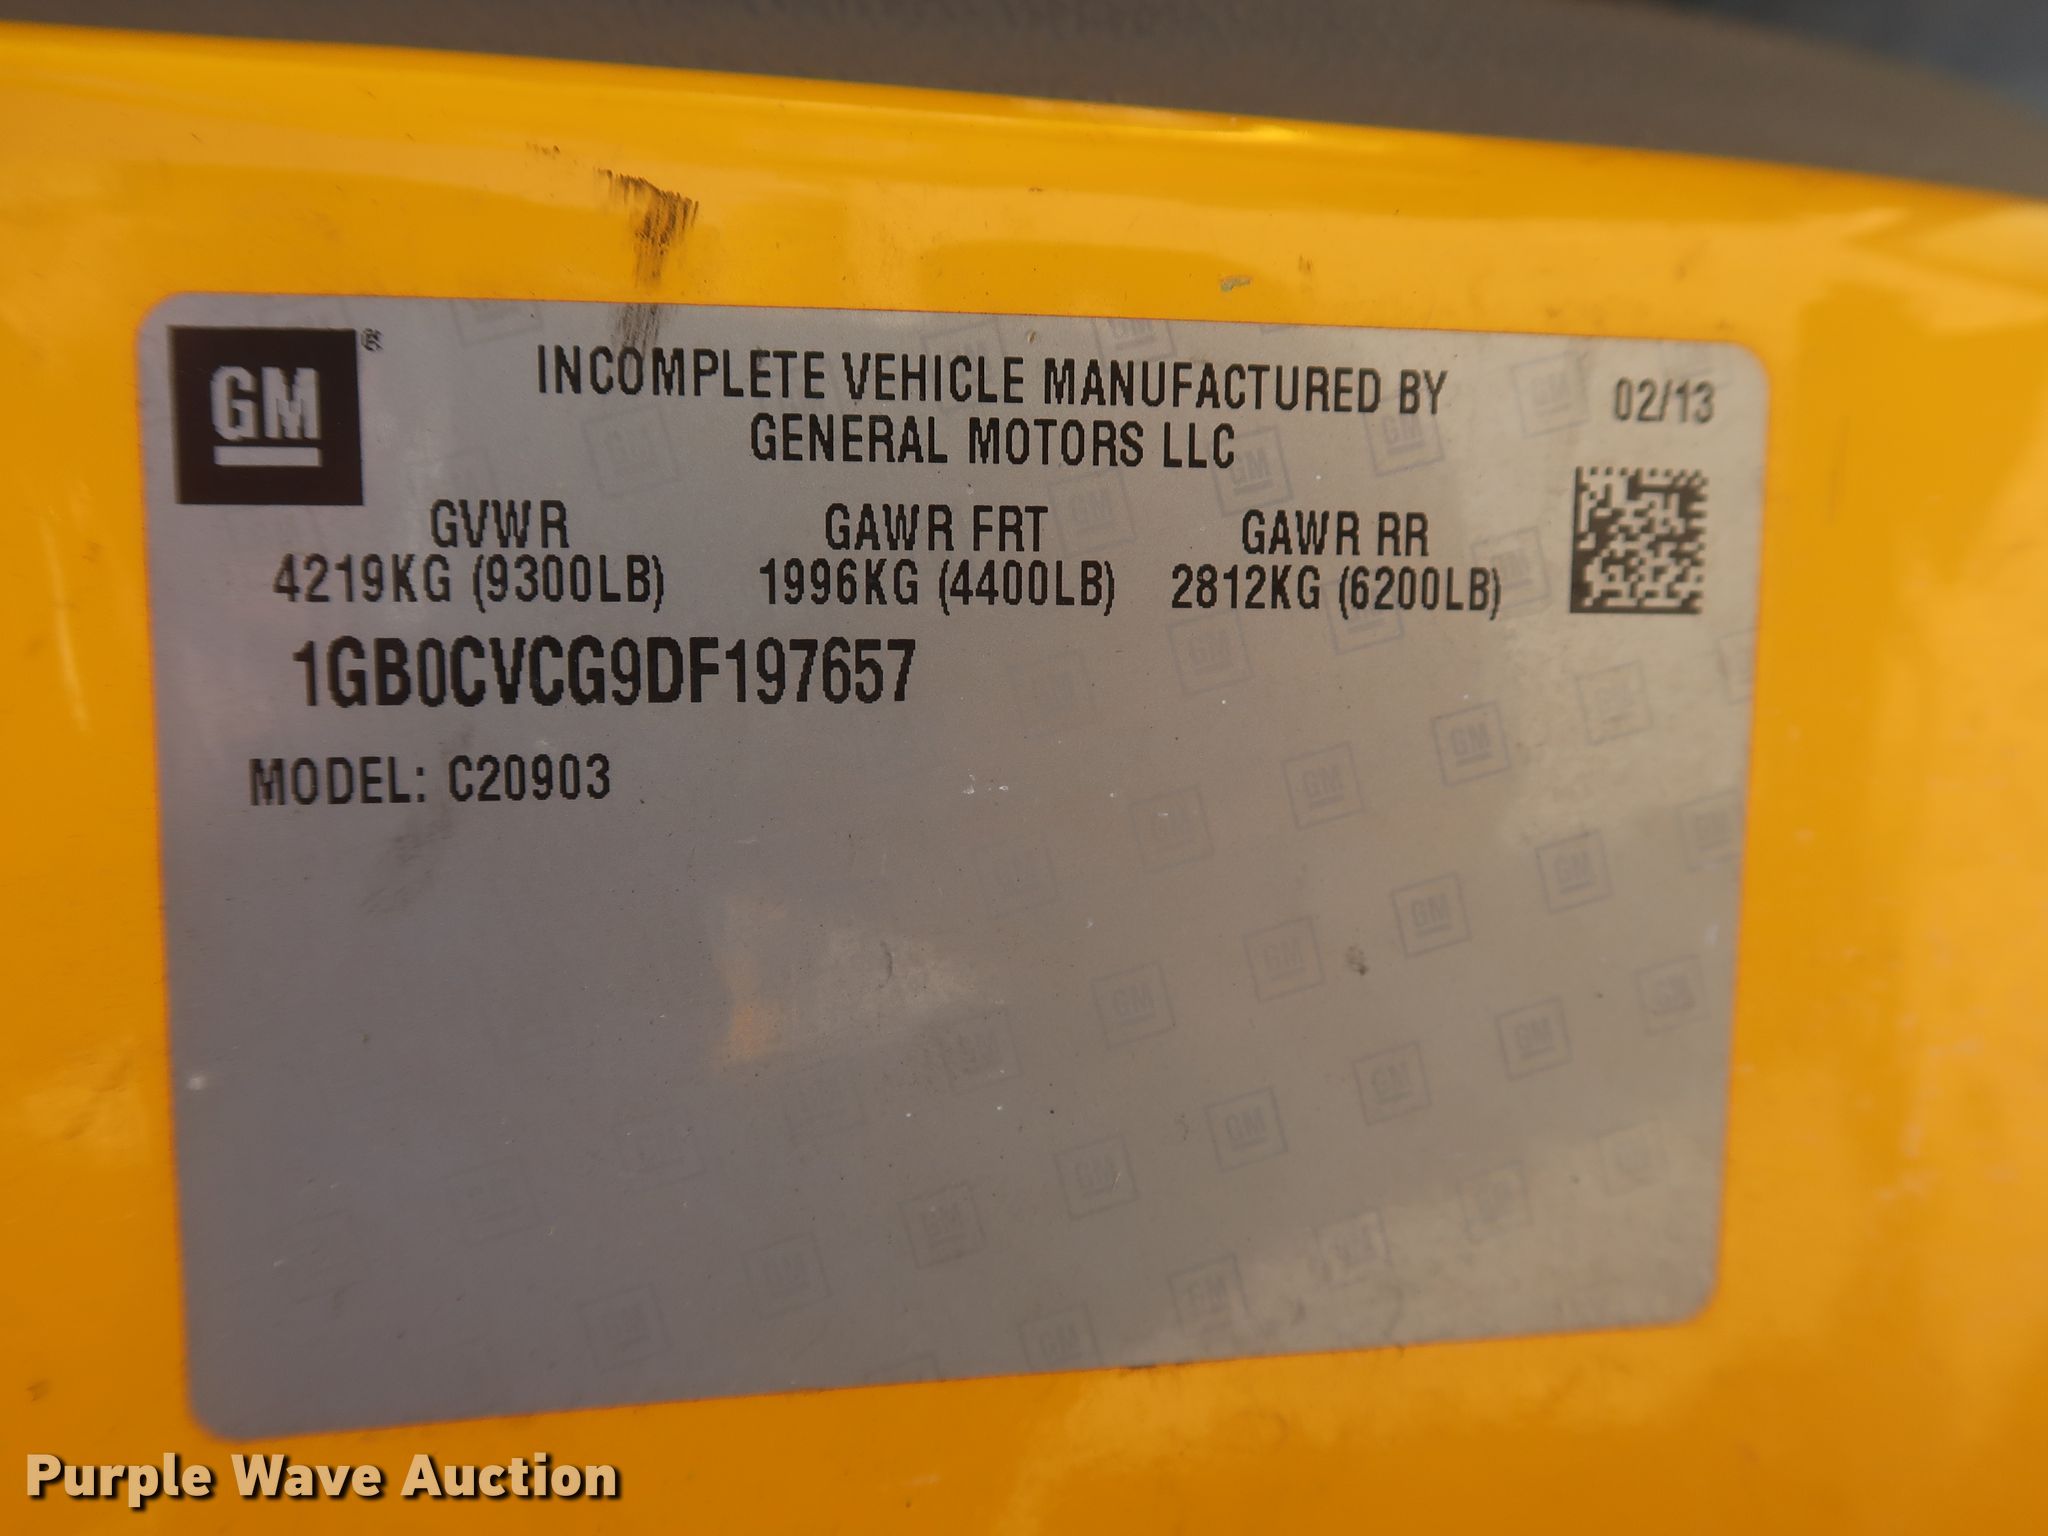 GM®
INCOMPLETE VEHICLE MANUFACTURED BY
GENERAL MOTORS LLC
02/13
GVWR
4219KG (9300LB)
GAWR FRT
1996KG (4400LB)
GAWR RR
2812KG (6200LB)
1GB0CVCG9DF197657
MODEL: C20903
Purple Wave Auction